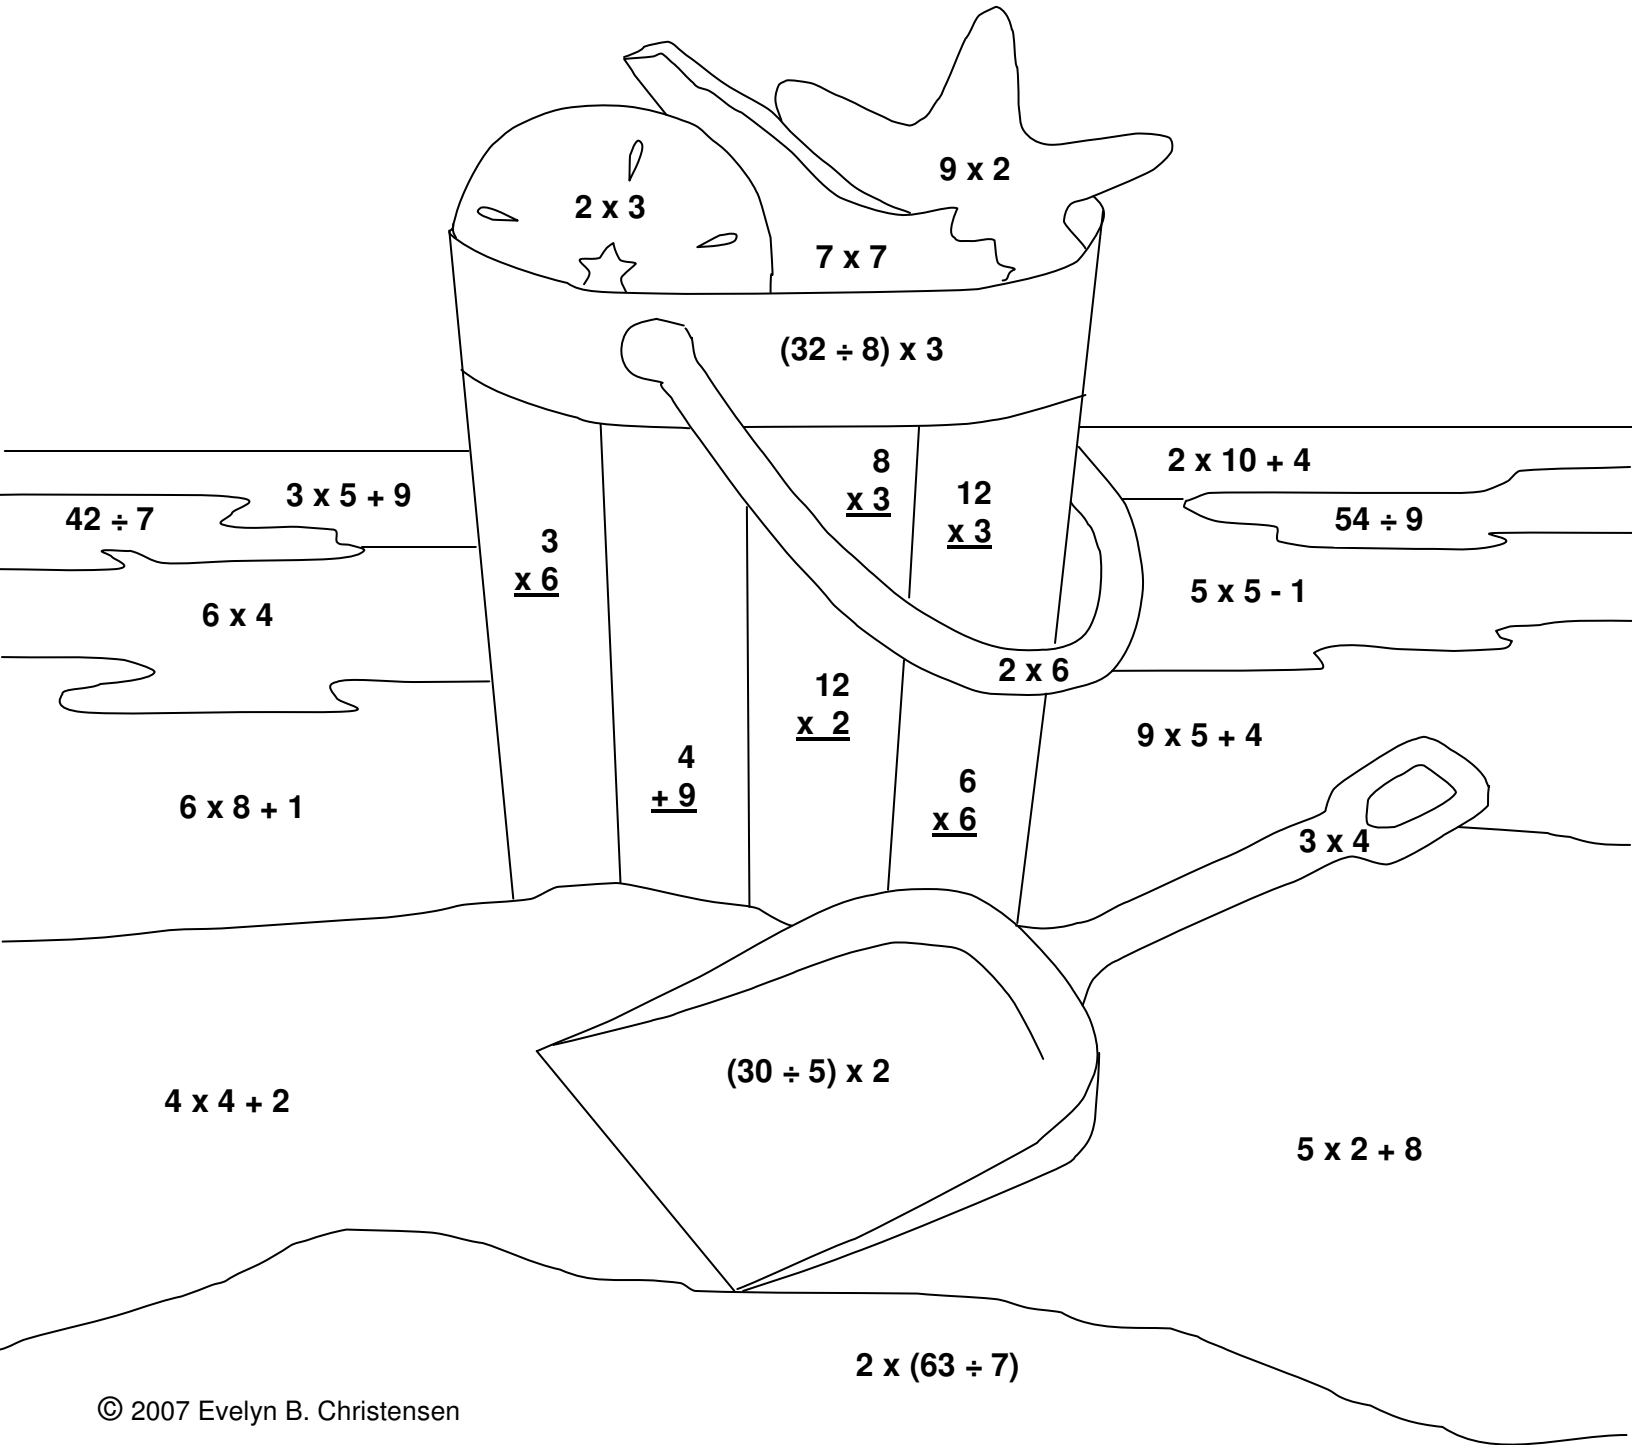 9 x 2
2 x 3
7 x 7
(32 ÷ 8) x 3
3 x 5 + 9
42 ÷ 7
8
x 3
12
x 3
2 x 10 + 4
54 ÷ 9
3
x 6
6 x 4
5 x 5 - 1
2 x 6
12
x  2
4
+ 9
6
x 6
9 x 5 + 4
6 x 8 + 1
3 x 4
(30 ÷ 5) x 2
4 x 4 + 2
5 x 2 + 8
2 x (63 ÷ 7)
© 2007 Evelyn B. Christensen